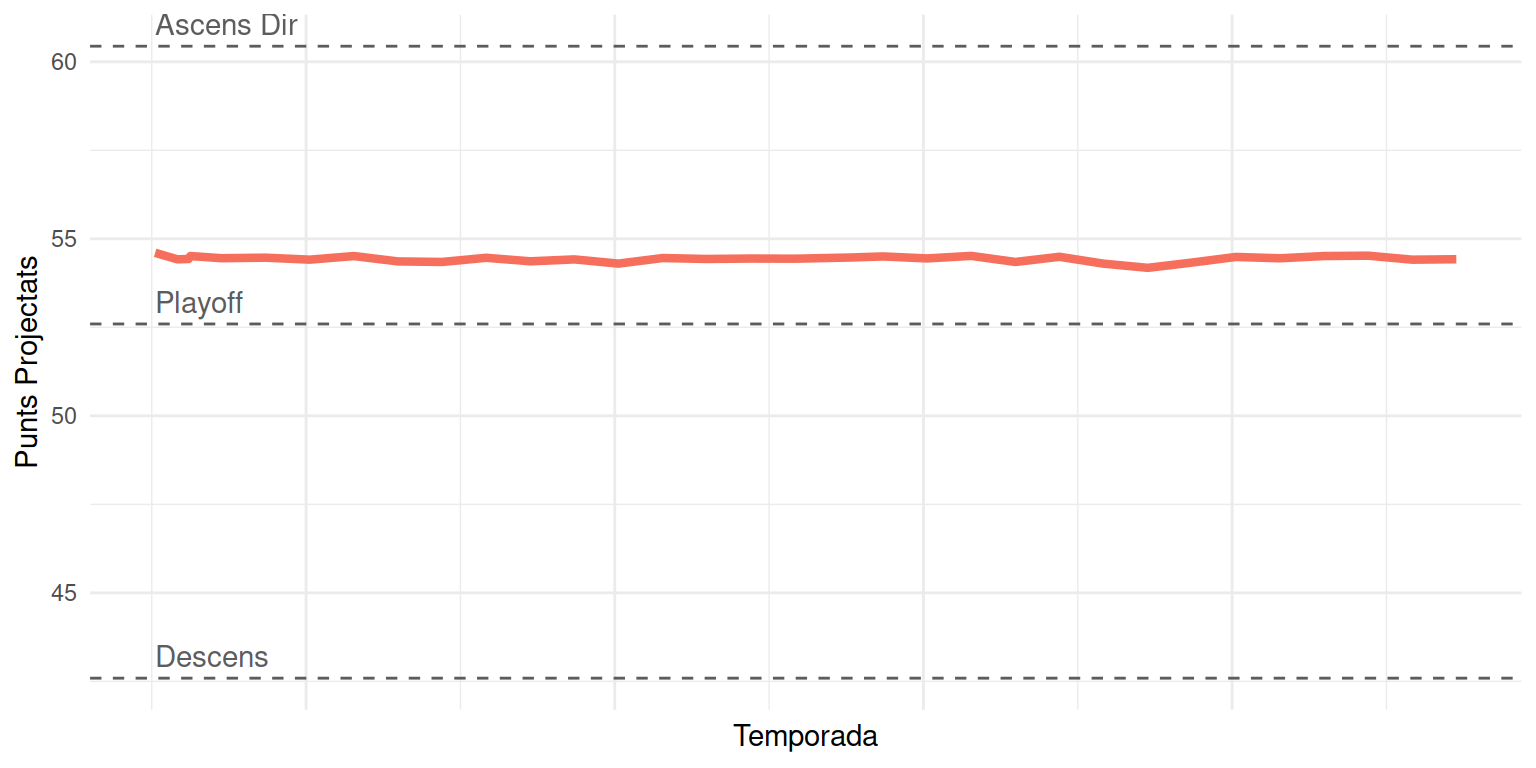 Ascens Dir
60
55
Playoff
50
45
Descens
Punts Projectats
Temporada